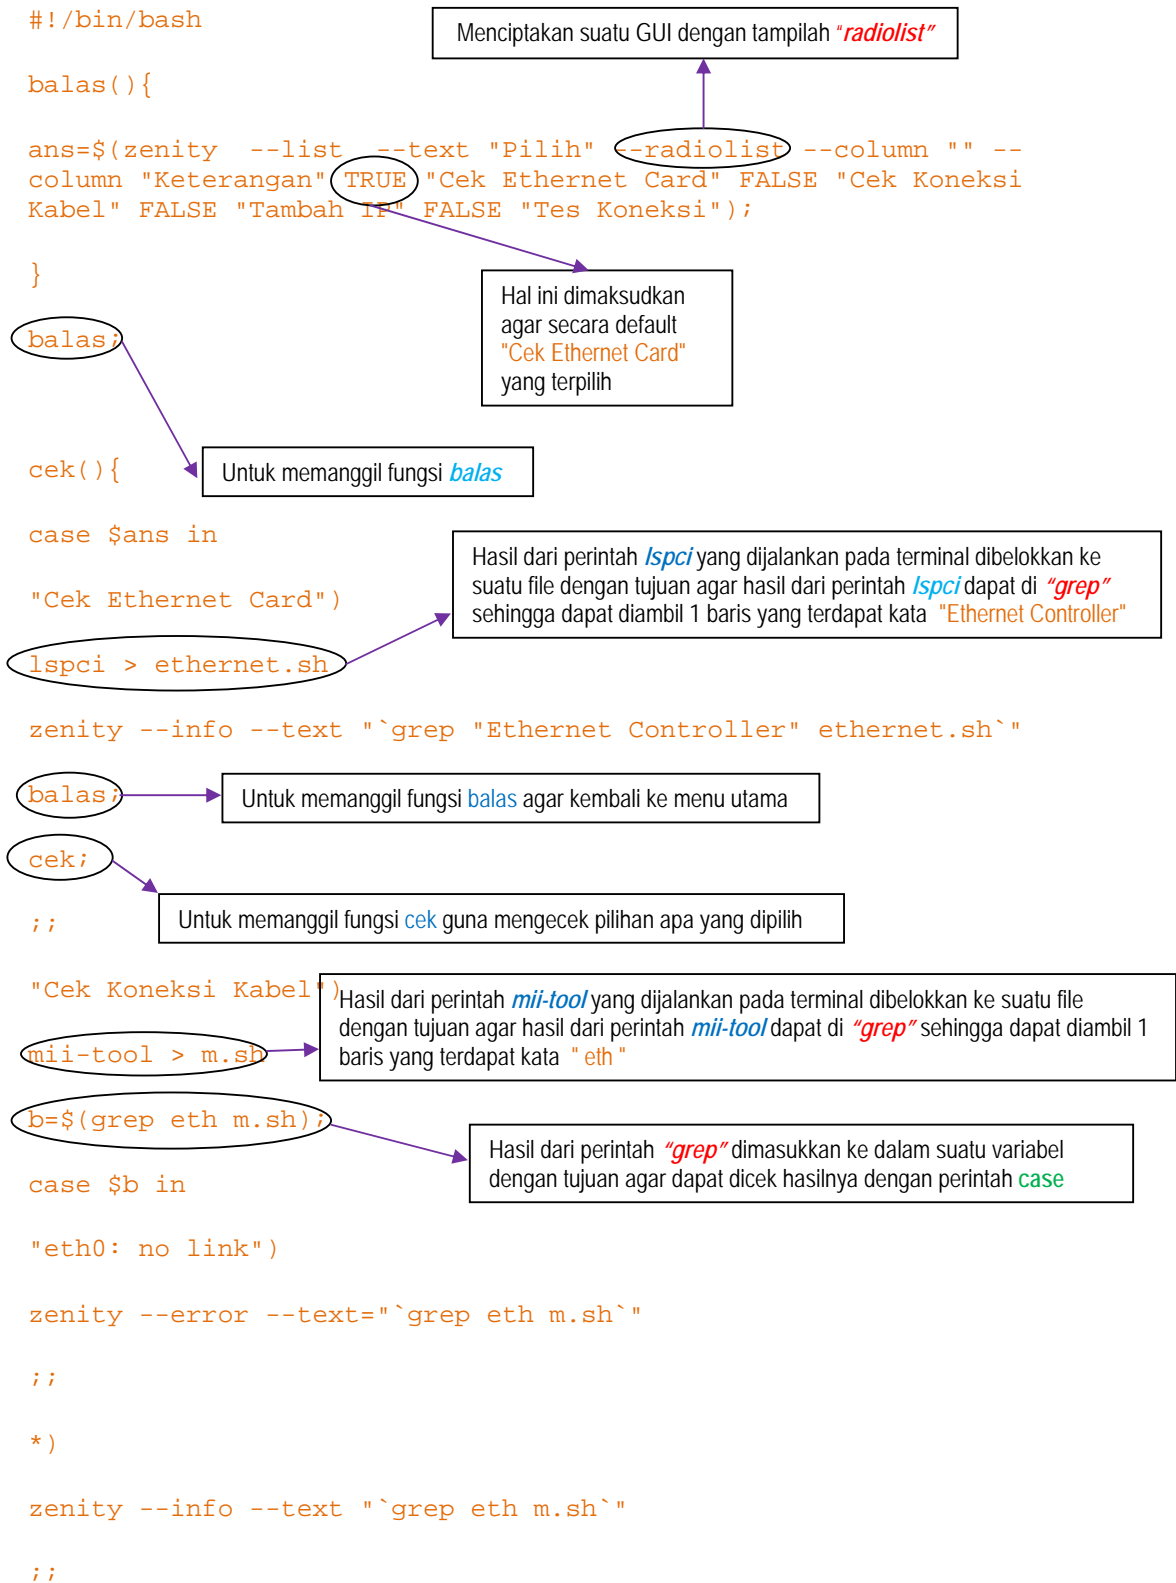 #!/bin/bash
Menciptakan suatu GUI dengan tampilah “radiolist”
balas(){
ans=$(zenity  --list  --text "Pilih" --radiolist --column "" --
column "Keterangan" TRUE "Cek Ethernet Card" FALSE "Cek Koneksi
Kabel" FALSE "Tambah IP" FALSE "Tes Koneksi");
}
Hal ini dimaksudkan
agar secara default
"Cek Ethernet Card"
yang terpilih
balas;
cek(){
Untuk memanggil fungsi balas
case $ans in
Hasil dari perintah lspci yang dijalankan pada terminal dibelokkan ke
suatu file dengan tujuan agar hasil dari perintah lspci dapat di “grep”
sehingga dapat diambil 1 baris yang terdapat kata  "Ethernet Controller"
"Cek Ethernet Card")
lspci > ethernet.sh
zenity --info --text "`grep "Ethernet Controller" ethernet.sh`"
balas;
Untuk memanggil fungsi balas agar kembali ke menu utama
cek;
Untuk memanggil fungsi cek guna mengecek pilihan apa yang dipilih
;;
"Cek Koneksi Kabel")
Hasil dari perintah mii-tool yang dijalankan pada terminal dibelokkan ke suatu file
dengan tujuan agar hasil dari perintah mii-tool dapat di “grep” sehingga dapat diambil 1
baris yang terdapat kata  " eth "
mii-tool > m.sh
b=$(grep eth m.sh);
Hasil dari perintah “grep” dimasukkan ke dalam suatu variabel
dengan tujuan agar dapat dicek hasilnya dengan perintah case
case $b in
"eth0: no link")
zenity --error --text="`grep eth m.sh`"
;;
*)
zenity --info --text "`grep eth m.sh`"
;;